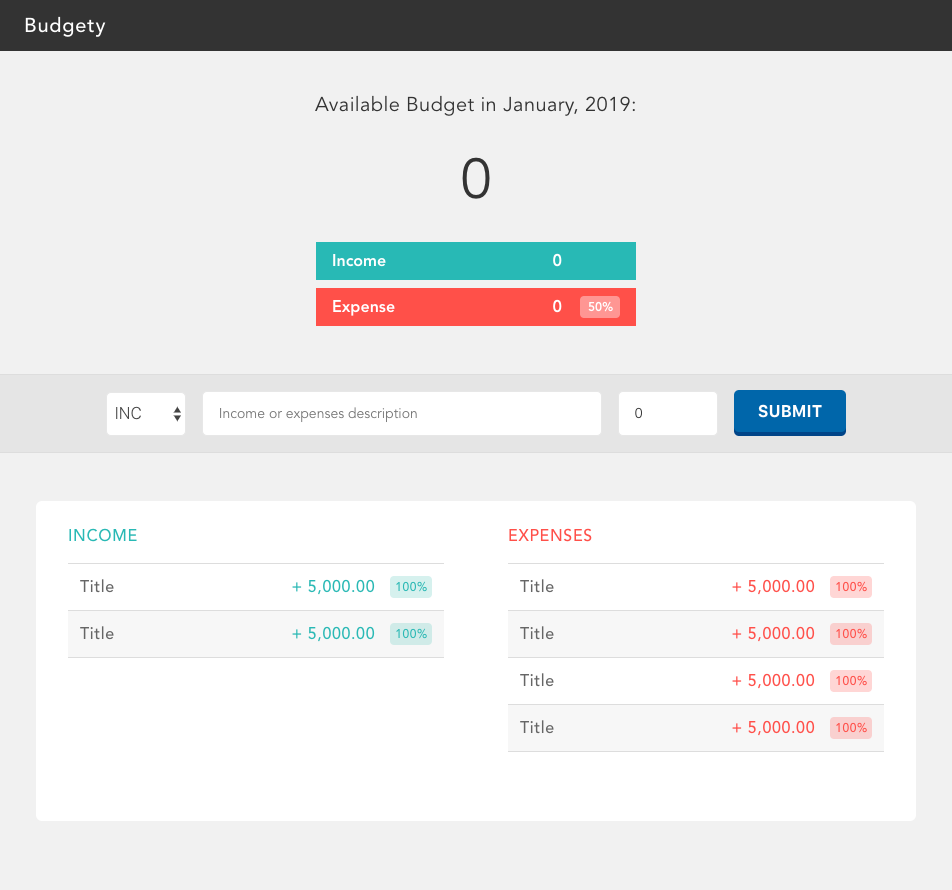 Budgety
Available Budget in January, 2019:
0
Income 0
Expense 0 50%
INC Income or expenses description 0 SUBMIT
INCOME
Title + 5,000.00 100%
Title + 5,000.00 100%
EXPENSES
Title + 5,000.00 100%
Title + 5,000.00 100%
Title + 5,000.00 100%
Title + 5,000.00 100%